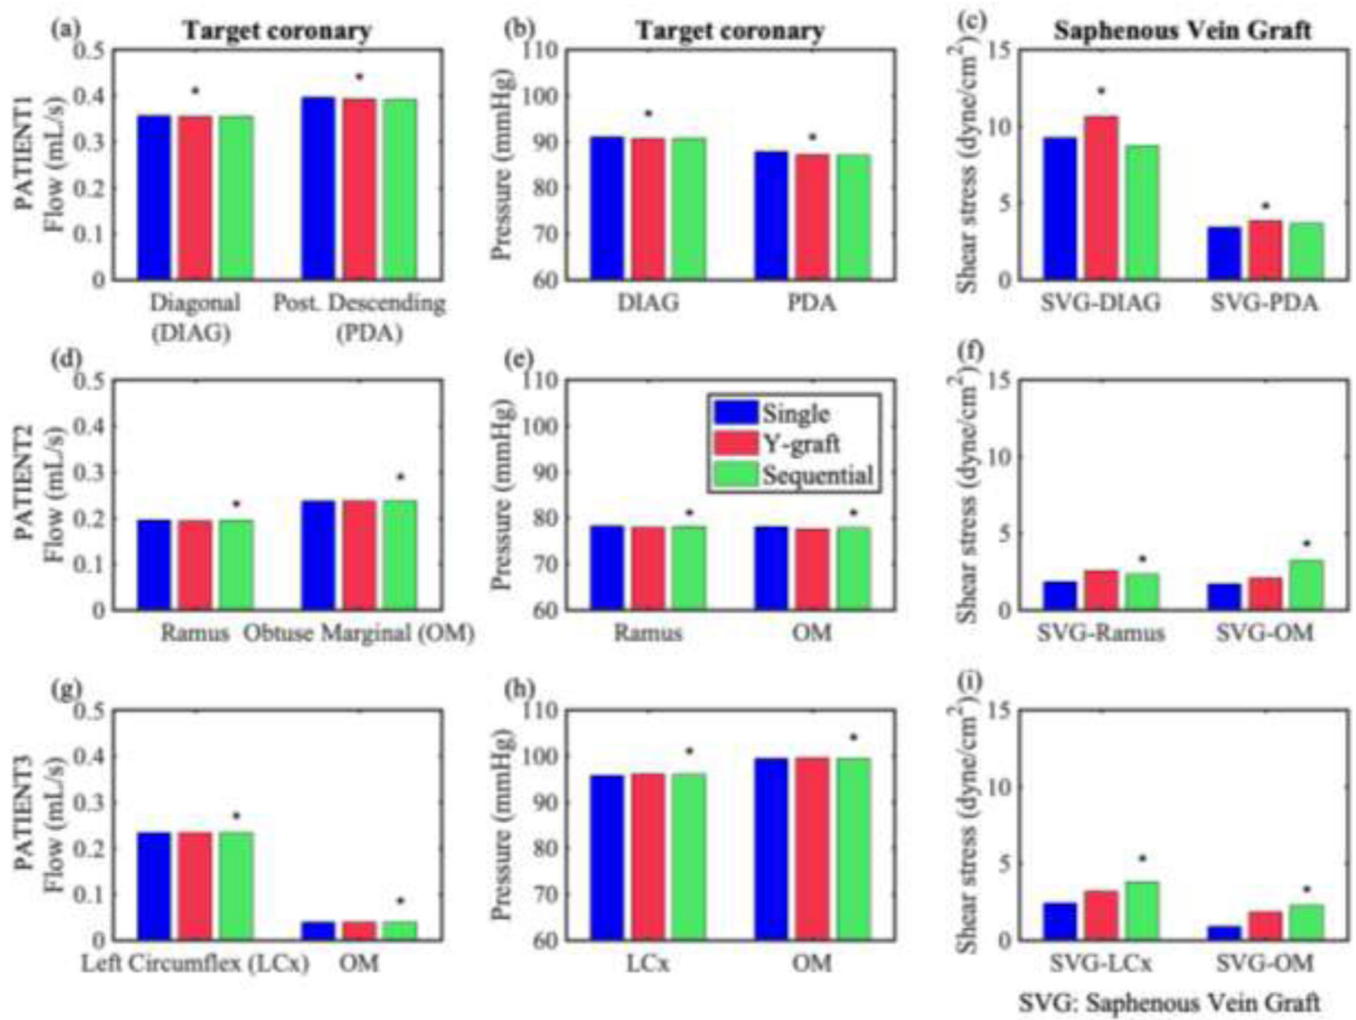 (a) Target coronary
(b) Target coronary
(c) Saphenous Vein Graft
PATIENT1
Flow (mL/s)
0.5
0.4
0.3
0.2
0.1
0
*
*
Diagonal
(DIAG)
Post. Descending
(PDA)
Pressure (mmHg)
110
100
90
80
70
60
*
*
DIAG PDA
Shear stress (dyne/cm2)
15
10
5
0
*
*
SVG-DIAG SVG-PDA
(d)
PATIENT2
Flow (mL/s)
0.5
0.4
0.3
0.2
0.1
0
*
*
Ramus Obtuse Marginal (OM)
(e)
Pressure (mmHg)
110
100
90
80
70
60
Single
Y-graft
Sequential
* *
Ramus OM
(f)
Shear stress (dyne/cm2)
15
10
5
0
*
*
SVG-Ramus SVG-OM
(g)
PATIENT3
Flow (mL/s)
0.5
0.4
0.3
0.2
0.1
0
*
*
Left Circumflex (LCx) OM
(h)
Pressure (mmHg)
110
100
90
80
70
60
*
*
LCx OM
(i)
Shear stress (dyne/cm2)
15
10
5
0
*
*
SVG-LCx SVG-OM
SVG: Saphenous Vein Graft